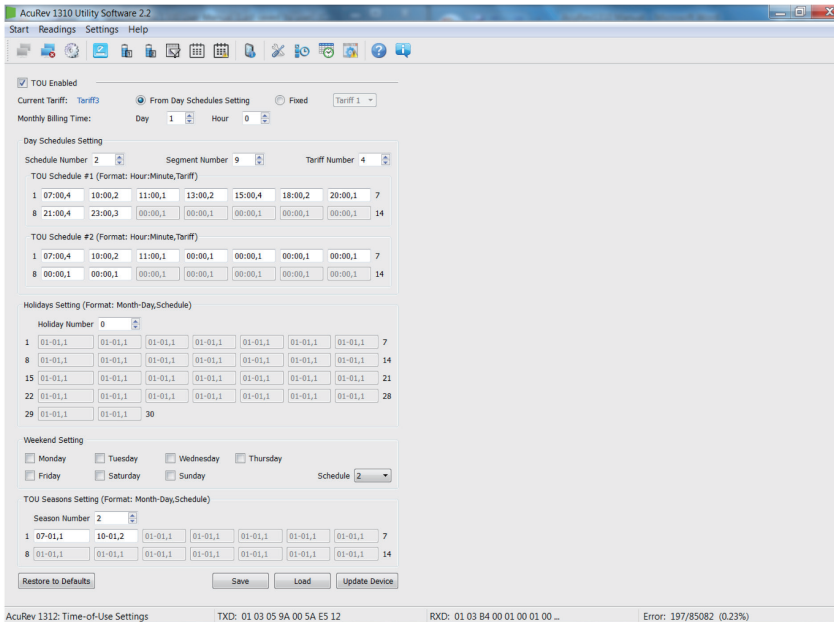 AcuRev 1310 Utility Software 2.2
Start Readings Settings Help
TOU Enabled
Current Tariff: Tariff3 From Day Schedules Setting Fixed Tariff 1
Monthly Billing Time: Day 1 Hour 0
Day Schedules Setting
Schedule Number 2 Segment Number 9 Tariff Number 4
TOU Schedule #1 (Format: Hour:Minute,Tariff)
1 07:00,4 10:00,2 11:00,1 13:00,2 15:00,4 18:00,2 20:00,1 7
8 21:00,4 23:00,3 00:00,1 00:00,1 00:00,1 00:00,1 00:00,1 14
TOU Schedule #2 (Format: Hour:Minute,Tariff)
1 07:00,4 10:00,2 11:00,1 00:00,1 00:00,1 00:00,1 00:00,1 7
8 00:00,1 00:00,1 00:00,1 00:00,1 00:00,1 00:00,1 00:00,1 14
Holidays Setting (Format: Month-Day,Schedule)
Holiday Number 0
1 01-01,1 01-01,1 01-01,1 01-01,1 01-01,1 01-01,1 01-01,1 7
8 01-01,1 01-01,1 01-01,1 01-01,1 01-01,1 01-01,1 01-01,1 14
15 01-01,1 01-01,1 01-01,1 01-01,1 01-01,1 01-01,1 01-01,1 21
22 01-01,1 01-01,1 01-01,1 01-01,1 01-01,1 01-01,1 01-01,1 28
29 01-01,1 01-01,1 30
Weekend Setting
Monday Tuesday Wednesday Thursday
Friday Saturday Sunday Schedule 2
TOU Seasons Setting (Format: Month-Day,Schedule)
Season Number 2
1 07-01,1 10-01,2 01-01,1 01-01,1 01-01,1 01-01,1 01-01,1 7
8 01-01,1 01-01,1 01-01,1 01-01,1 01-01,1 01-01,1 01-01,1 14
Restore to Defaults Save Load Update Device
AcuRev 1312: Time-of-Use Settings TXD: 01 03 05 9A 00 5A E5 12 RXD: 01 03 B4 00 01 00 01 00 ... Error: 197/85082 (0.23%)